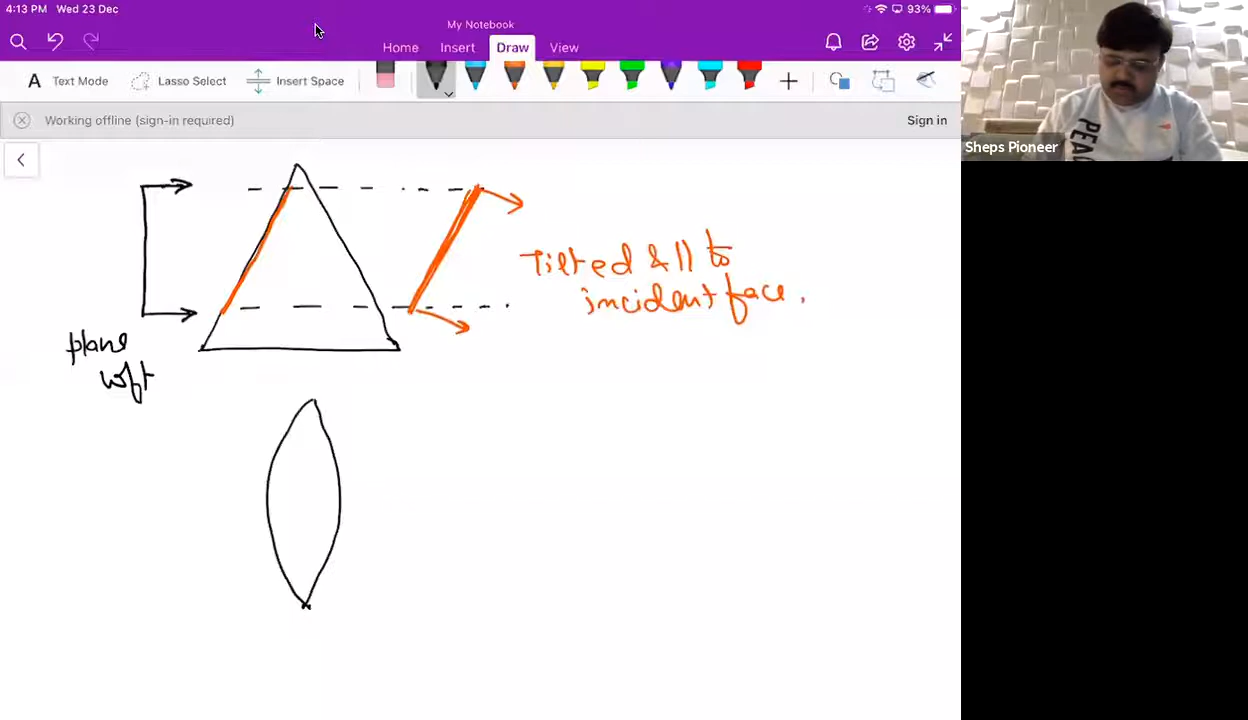 4:13 PM Wed 23 Dec
93%
My Notebook
Home Insert Draw View
A Text Mode Lasso Select Insert Space
Working offline (sign-in required)
Sign in
Sheps Pioneer
PEAC
Tilted & || to
incident face.
plane
wft